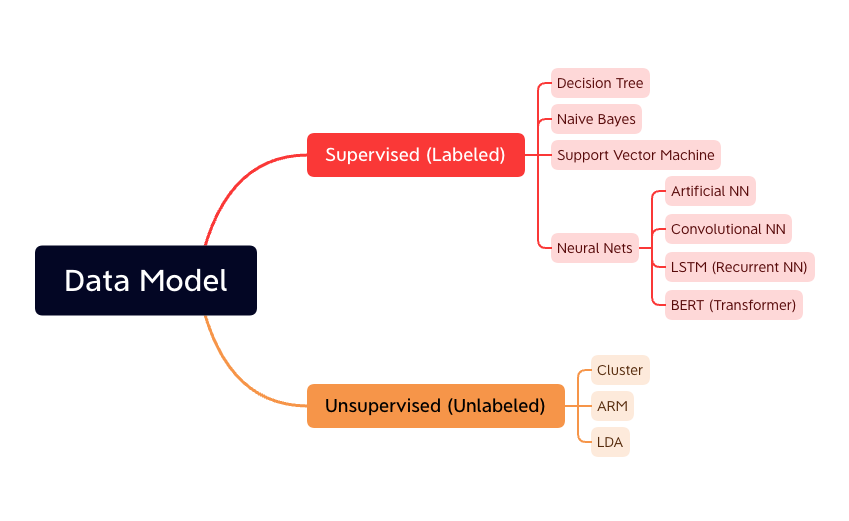 Data Model
Supervised (Labeled)
Decision Tree
Naive Bayes
Support Vector Machine
Neural Nets
Artificial NN
Convolutional NN
LSTM (Recurrent NN)
BERT (Transformer)
Unsupervised (Unlabeled)
Cluster
ARM
LDA